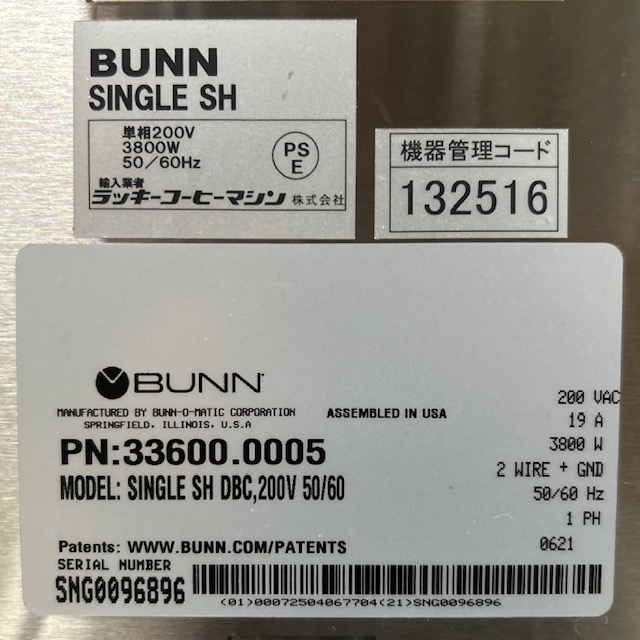 BUNN
SINGLE SH
単相200V
3800W
50/60Hz
PS
E
輸入業者
ラッキーコーヒーマシン 株式会社
機器管理コード
132516
BUNN
MANUFACTURED BY BUNN-O-MATIC CORPORATION
SPRINGFIELD, ILLINOIS, U.S.A
ASSEMBLED IN USA
PN:33600.0005
MODEL: SINGLE SH DBC,200V 50/60
200 VAC
19 A
3800 W
2 WIRE + GND
50/60 Hz
1 PH
0621
Patents: WWW.BUNN.COM/PATENTS
SERIAL NUMBER
SNG0096896
(01)00072504067704(21)SNG0096896